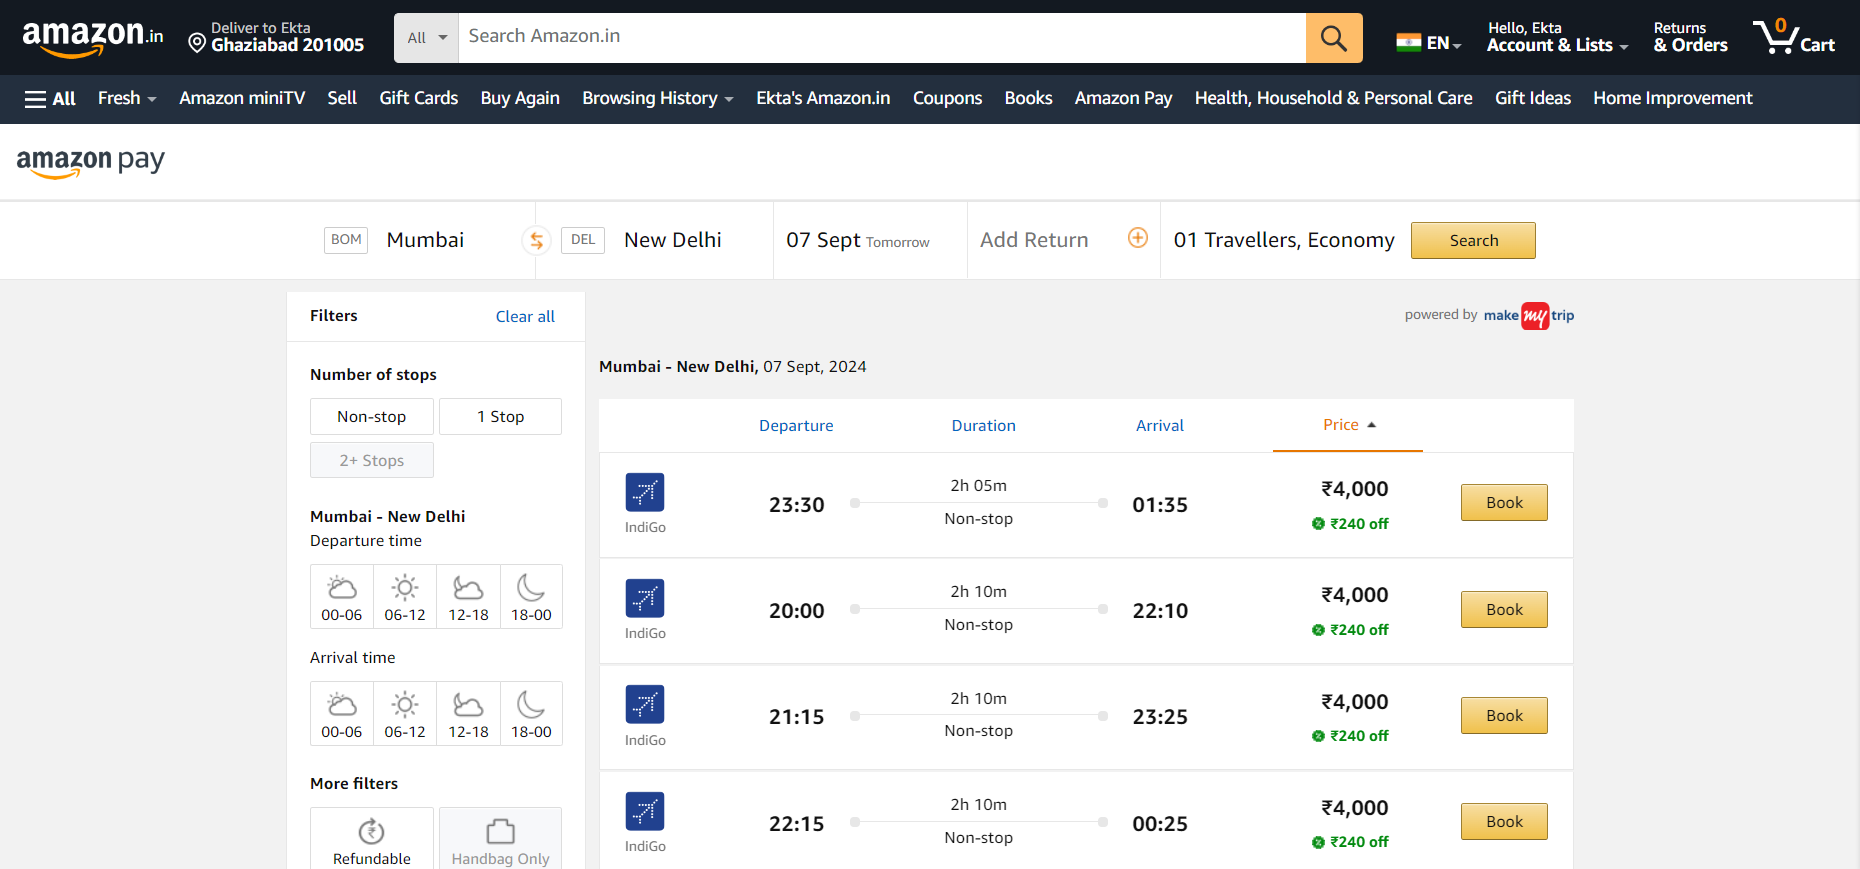 amazon.in
Deliver to Ekta
Ghaziabad 201005
All
Search Amazon.in
EN
Hello, Ekta
Account & Lists
Returns
& Orders
0
Cart
All
Fresh
Amazon miniTV
Sell
Gift Cards
Buy Again
Browsing History
Ekta's Amazon.in
Coupons
Books
Amazon Pay
Health, Household & Personal Care
Gift Ideas
Home Improvement
amazon pay
BOM
Mumbai
DEL
New Delhi
07 Sept Tomorrow
Add Return
01 Travellers, Economy
Search
Filters
Clear all
Number of stops
Non-stop
1 Stop
2+ Stops
Mumbai - New Delhi
Departure time
00-06
06-12
12-18
18-00
Arrival time
00-06
06-12
12-18
18-00
More filters
Refundable
Handbag Only
powered by make my trip
Mumbai - New Delhi, 07 Sept, 2024
Departure
Duration
Arrival
Price
IndiGo
23:30
2h 05m
Non-stop
01:35
₹4,000
₹240 off
Book
IndiGo
20:00
2h 10m
Non-stop
22:10
₹4,000
₹240 off
Book
IndiGo
21:15
2h 10m
Non-stop
23:25
₹4,000
₹240 off
Book
IndiGo
22:15
2h 10m
Non-stop
00:25
₹4,000
₹240 off
Book